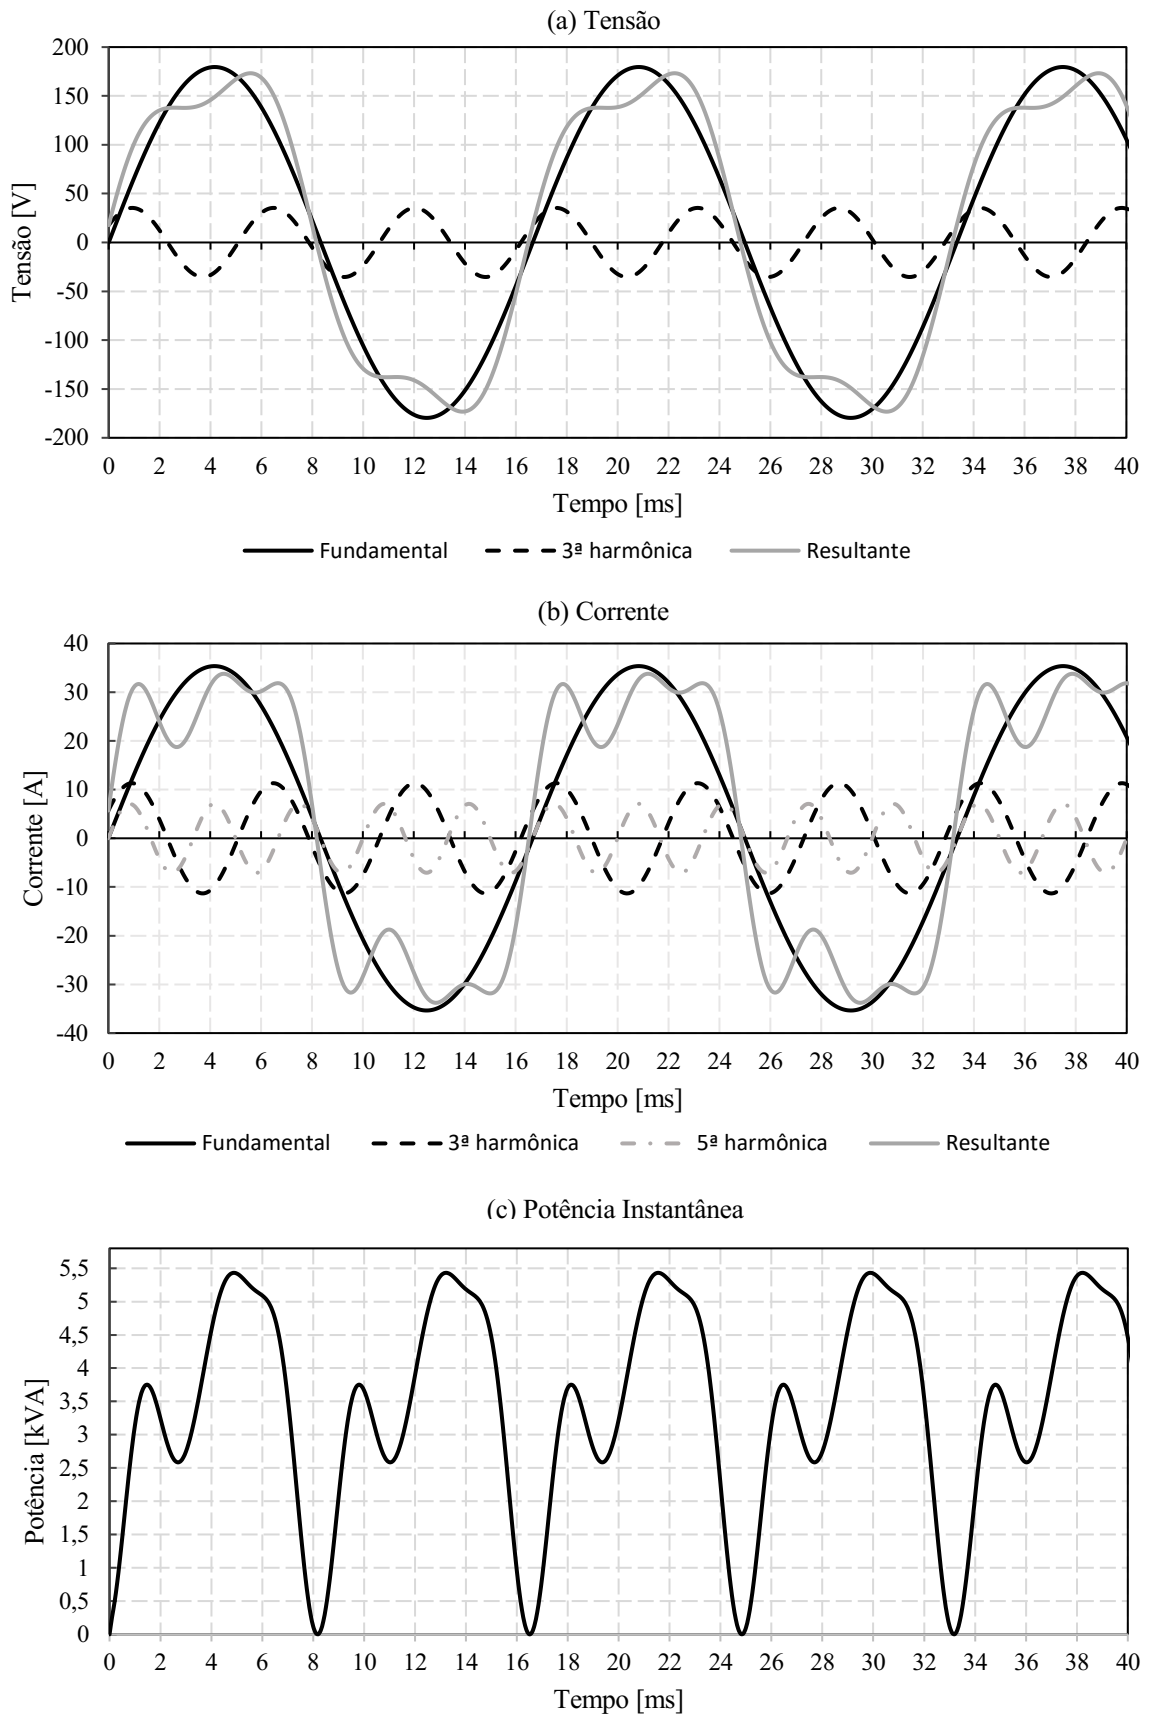 (a) Tensão
200
150
100
50
0
-50
-100
-150
-200
Tensão [V]
0 2 4 6 8 10 12 14 16 18 20 22 24 26 28 30 32 34 36 38 40
Tempo [ms]
Fundamental 3ª harmônica Resultante
(b) Corrente
40
30
20
10
0
-10
-20
-30
-40
Corrente [A]
0 2 4 6 8 10 12 14 16 18 20 22 24 26 28 30 32 34 36 38 40
Tempo [ms]
Fundamental 3ª harmônica 5ª harmônica Resultante
(c) Potência Instantânea
5,5
5
4,5
4
3,5
3
2,5
2
1,5
1
0,5
0
Potência [kVA]
0 2 4 6 8 10 12 14 16 18 20 22 24 26 28 30 32 34 36 38 40
Tempo [ms]